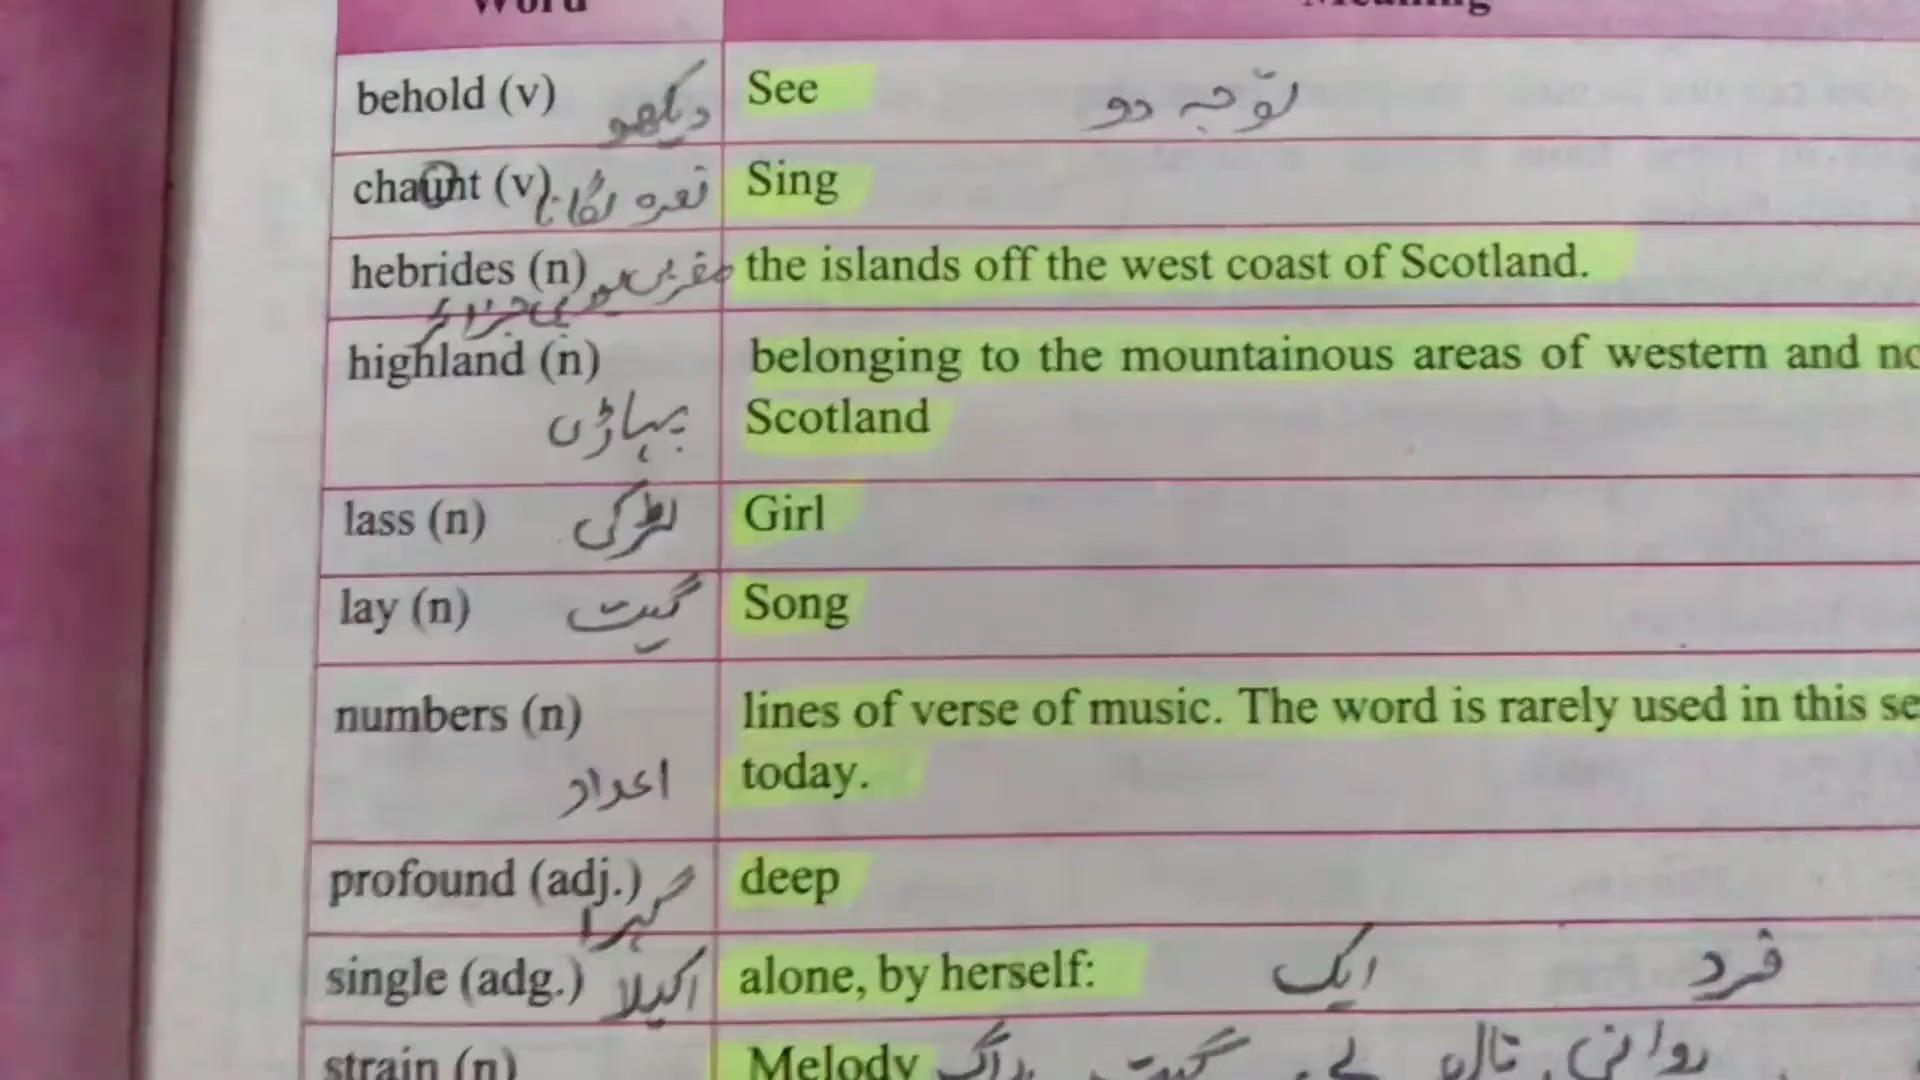 Word Meaning
behold (v) دیکھو See توجہ دو
chaunt (v) نعرہ لگانا Sing
hebrides (n) the islands off the west coast of Scotland.
جزائر
highland (n) belonging to the mountainous areas of western and no
پہاڑی Scotland
lass (n) لڑکی Girl
lay (n) گیت Song
numbers (n) lines of verse of music. The word is rarely used in this se
اعداد today.
profound (adj.) گہرا deep
single (adg.) اکیلا alone, by herself: ایک فرد
strain (n) Melody راگ گیت لے تال روانی